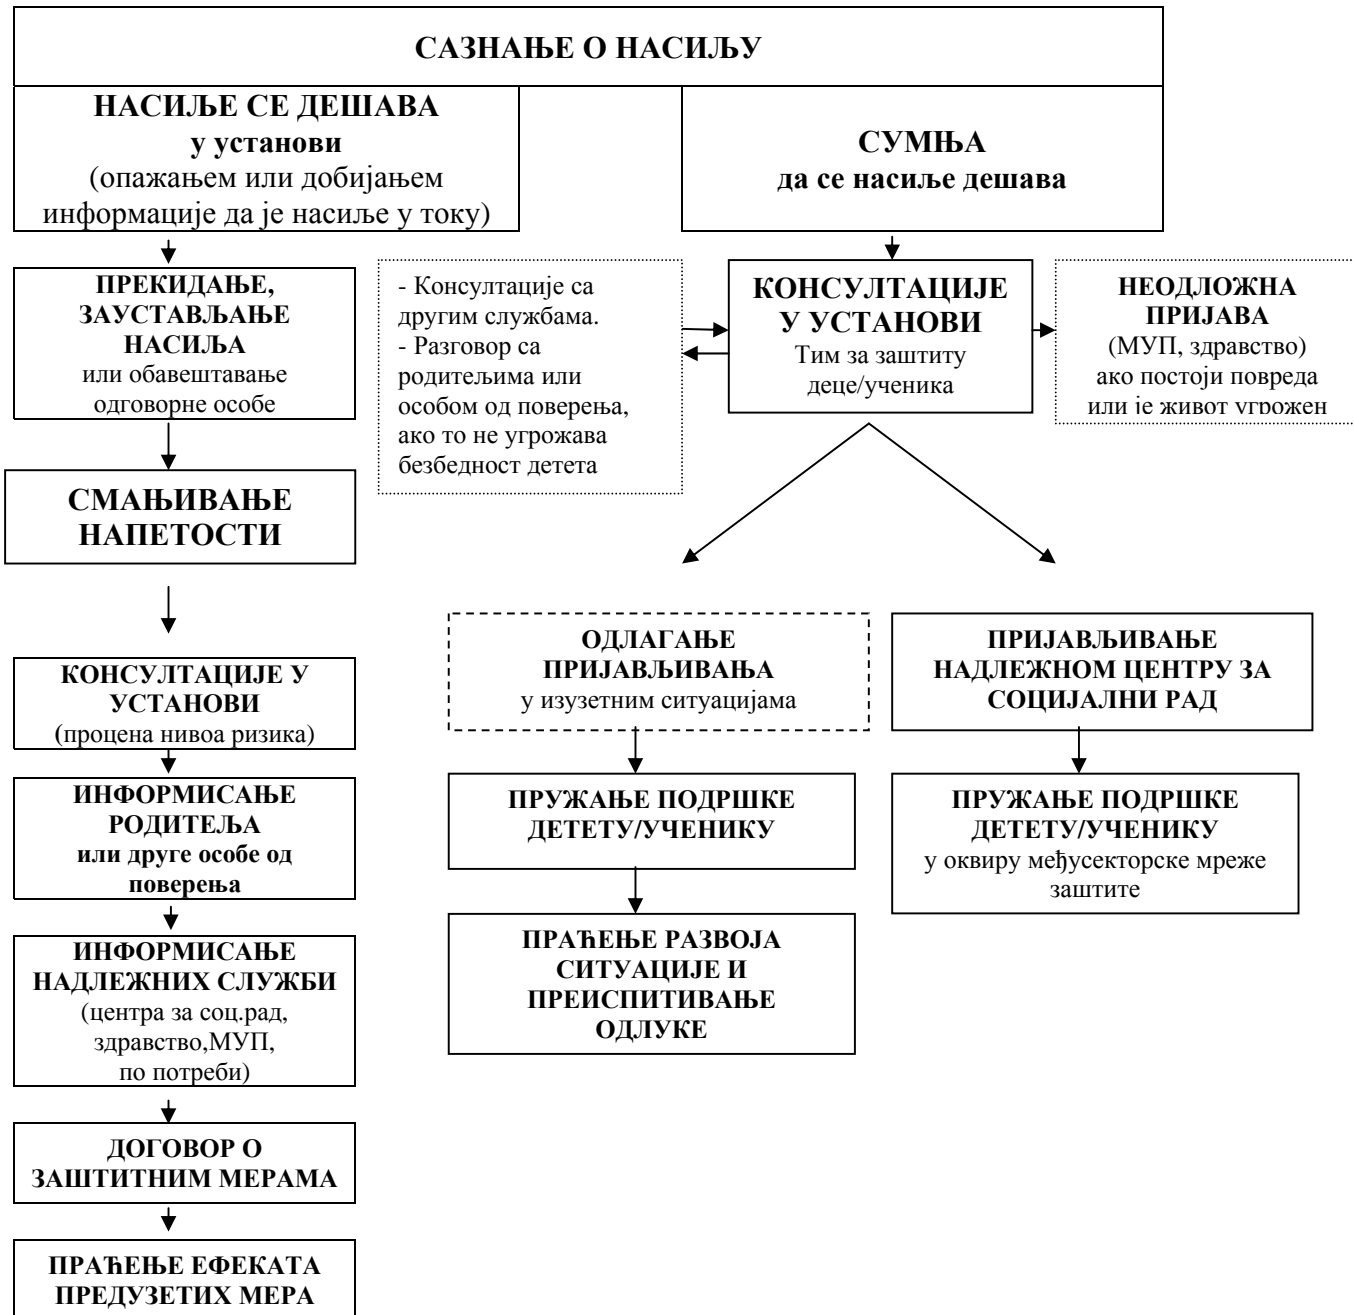 САЗНАЊЕ О НАСИЉУ
НАСИЉЕ СЕ ДЕШАВА
у установи
(опажањем или добијањем
информације да је насиље у току)
СУМЊА
да се насиље дешава
ПРЕКИДАЊЕ,
ЗАУСТАВЉАЊЕ
НАСИЉА
или обавештавање
одговорне особе
- Консултације са
другим службама.
- Разговор са
родитељима или
особом од поверења,
ако то не угрожава
безбедност детета
КОНСУЛТАЦИЈЕ
У УСТАНОВИ
Тим за заштиту
деце/ученика
НЕОДЛОЖНА
ПРИЈАВА
(МУП, здравство)
ако постоји повреда
или је живот угрожен
СМАЊИВАЊЕ
НАПЕТОСТИ
КОНСУЛТАЦИЈЕ У
УСТАНОВИ
(процена нивоа ризика)
ИНФОРМИСАЊЕ
РОДИТЕЉА
или друге особе од
поверења
ИНФОРМИСАЊЕ
НАДЛЕЖНИХ СЛУЖБИ
(центра за соц.рад,
здравство,МУП,
по потреби)
ДОГОВОР О
ЗАШТИТНИМ МЕРАМА
ПРАЋЕЊЕ ЕФЕКАТА
ПРЕДУЗЕТИХ МЕРА
ОДЛАГАЊЕ
ПРИЈАВЉИВАЊА
у изузетним ситуацијама
ПРУЖАЊЕ ПОДРШКЕ
ДЕТЕТУ/УЧЕНИКУ
ПРАЋЕЊЕ РАЗВОЈА
СИТУАЦИЈЕ И
ПРЕИСПИТИВАЊЕ
ОДЛУКЕ
ПРИЈАВЉИВАЊЕ
НАДЛЕЖНОМ ЦЕНТРУ ЗА
СОЦИЈАЛНИ РАД
ПРУЖАЊЕ ПОДРШКЕ
ДЕТЕТУ/УЧЕНИКУ
у оквиру међусекторске мреже
заштите